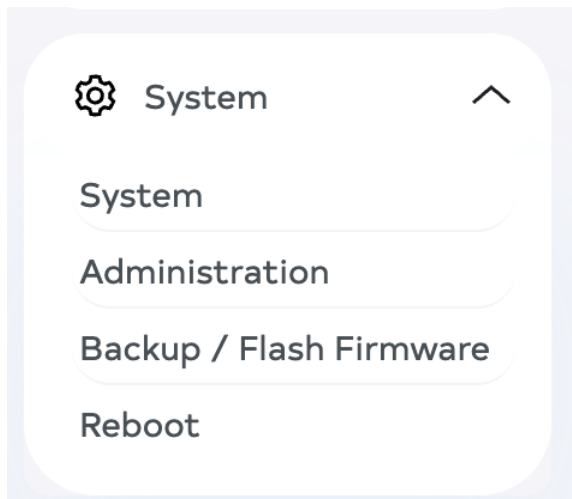 System
System
Administration
Backup / Flash Firmware
Reboot